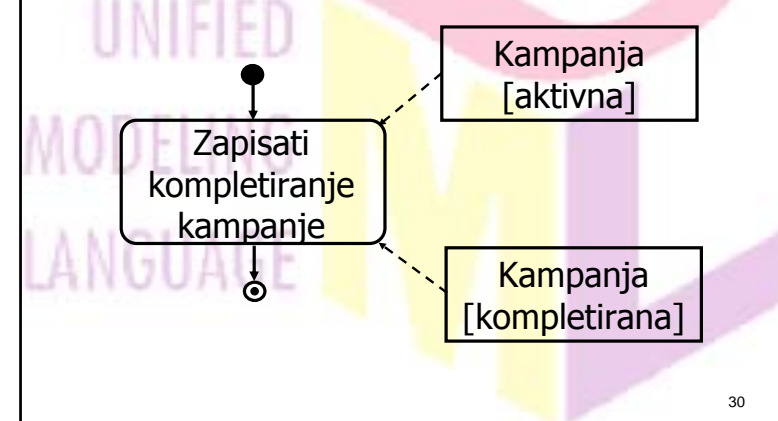 UNIFIED
MODELING
LANGUAGE
Kampanja
[aktivna]
Zapisati
kompletiranje
kampanje
Kampanja
[kompletirana]
30